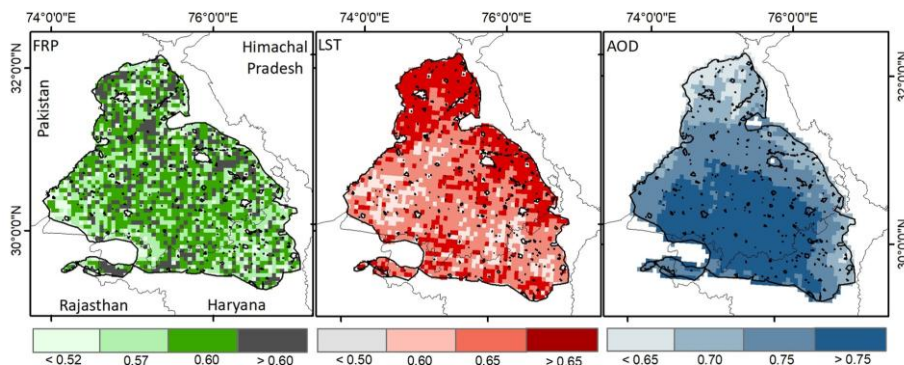 74°0'0"E 76°0'0"E 76°0'0"E 76°0'0"E
FRP Himachal Pradesh LST AOD
32°0'0"N 32°0'0"N
Pakistan
30°0'0"N 30°0'0"N
Rajasthan Haryana
< 0.52 0.57 0.60 > 0.60 < 0.50 0.60 0.65 > 0.65 < 0.65 0.70 0.75 > 0.75